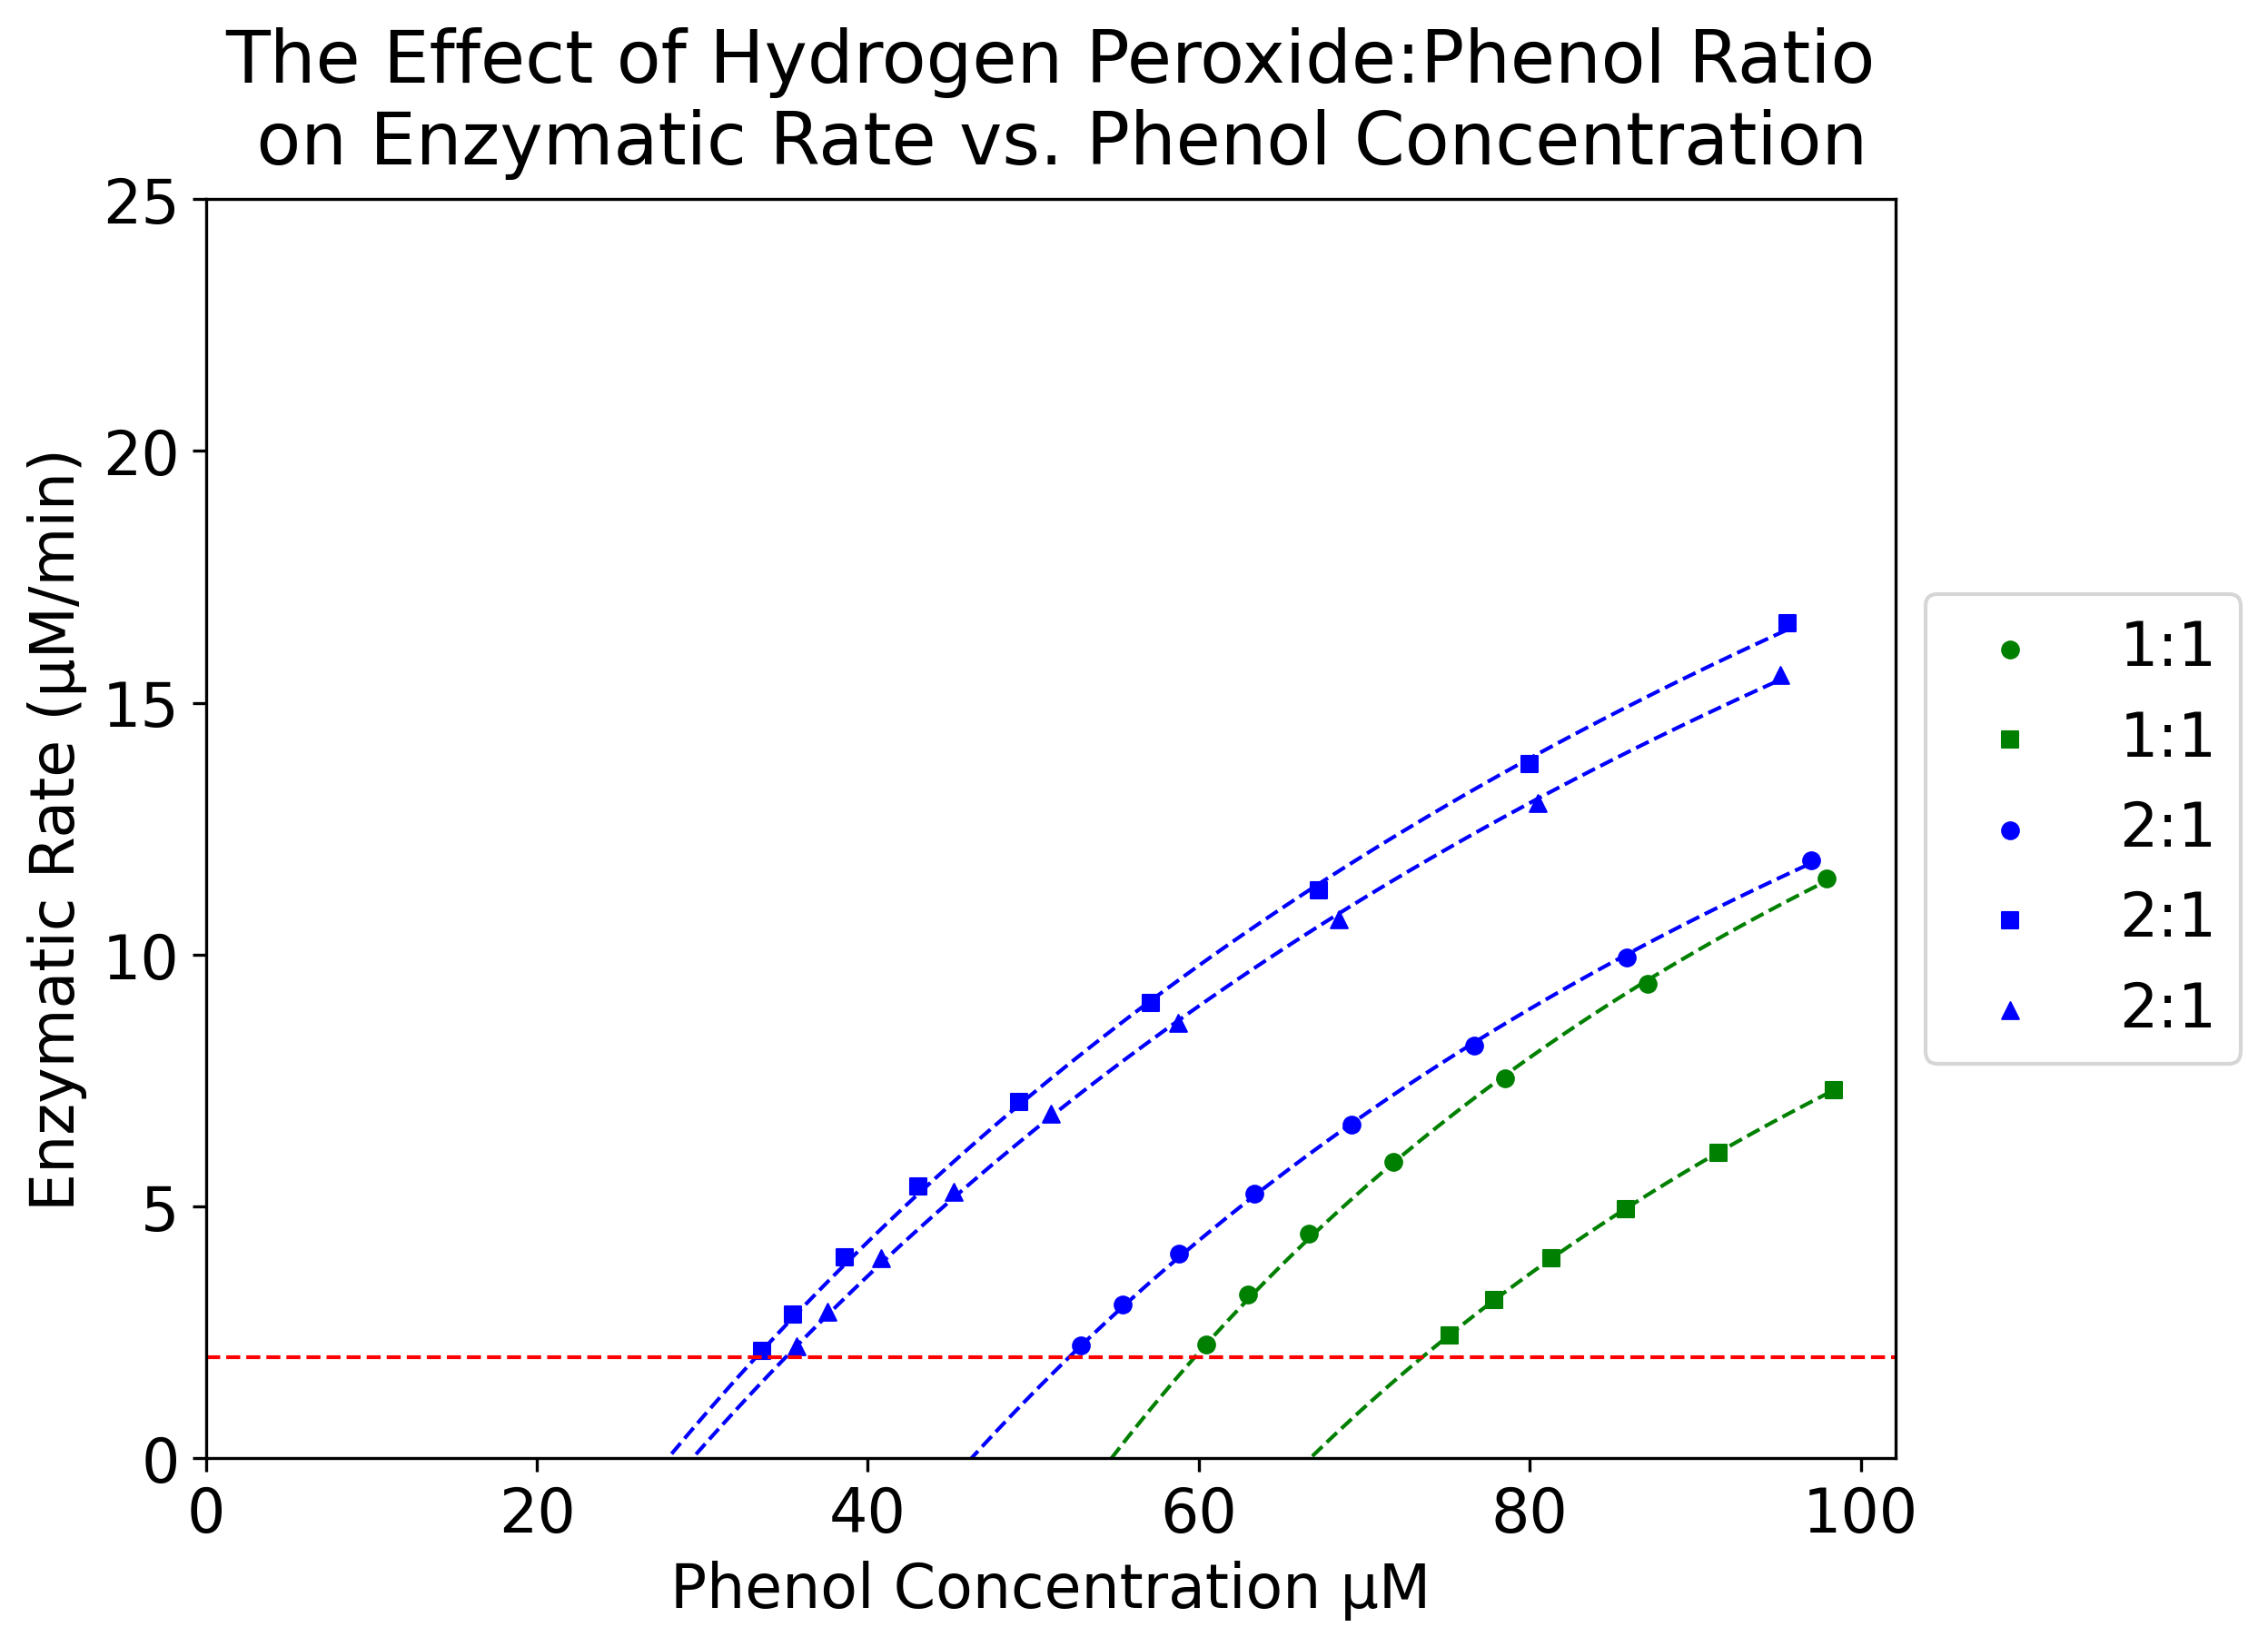 The Effect of Hydrogen Peroxide:Phenol Ratio
on Enzymatic Rate vs. Phenol Concentration
25
20
15
10
5
0
Enzymatic Rate (µM/min)
0 20 40 60 80 100
Phenol Concentration µM
1:1
1:1
2:1
2:1
2:1